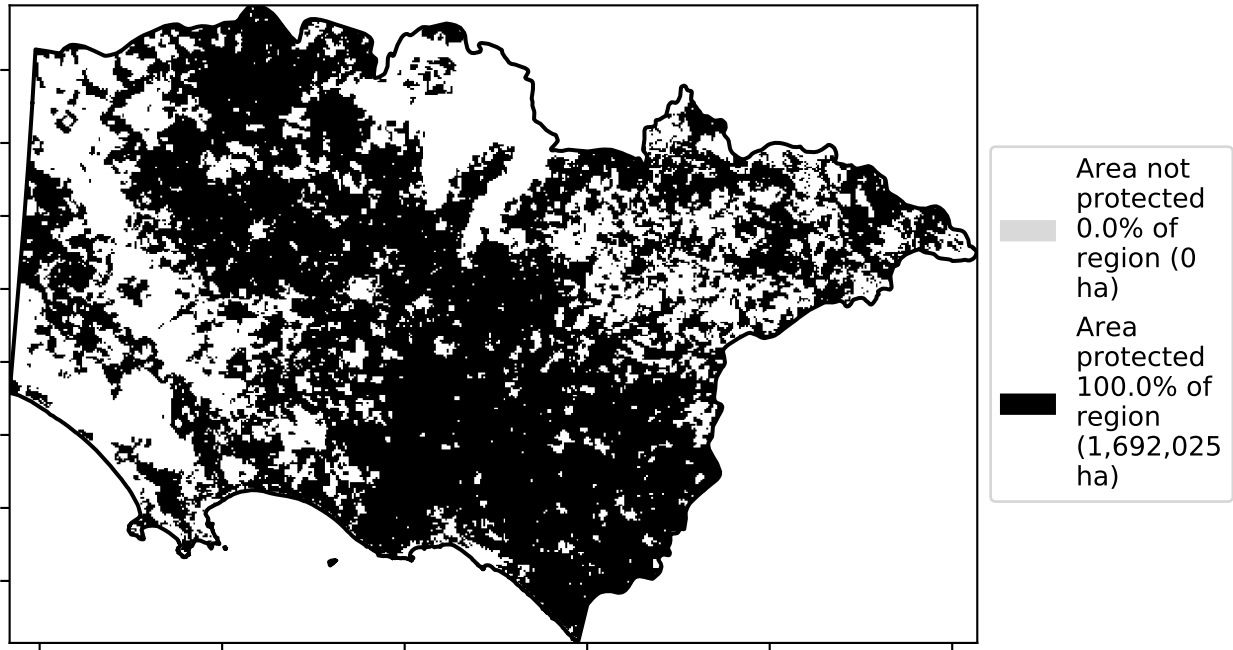 Area not
protected
0.0% of
region (0
ha)
Area
protected
100.0% of
region
(1,692,025
ha)